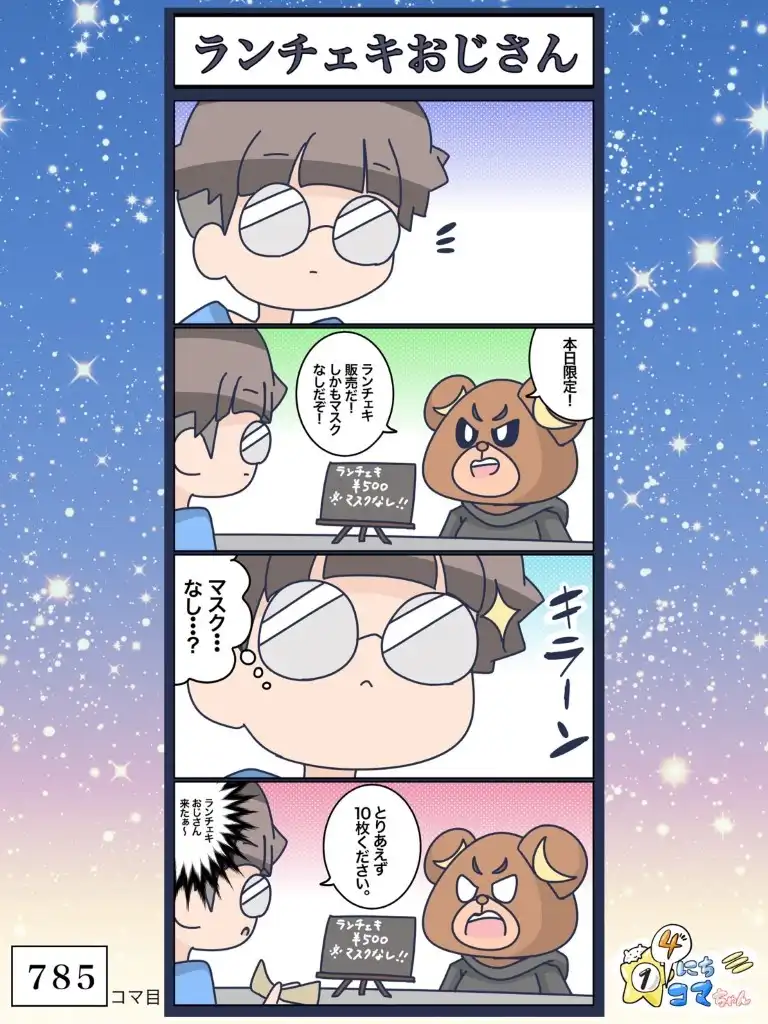 ランチェキおじさん
本日限定！
ランチェキ
販売だ！
しかもマスク
なしだぞ！
ランチェキ
¥500
※マスクなし!!
マスク…
なし…？
キラーン
とりあえず
10枚ください。
ランチェキ
おじさん
来たぁ〜
ランチェキ
¥500
※マスクなし!!
785
コマ目
1
4
にち
コマ
ちゃん